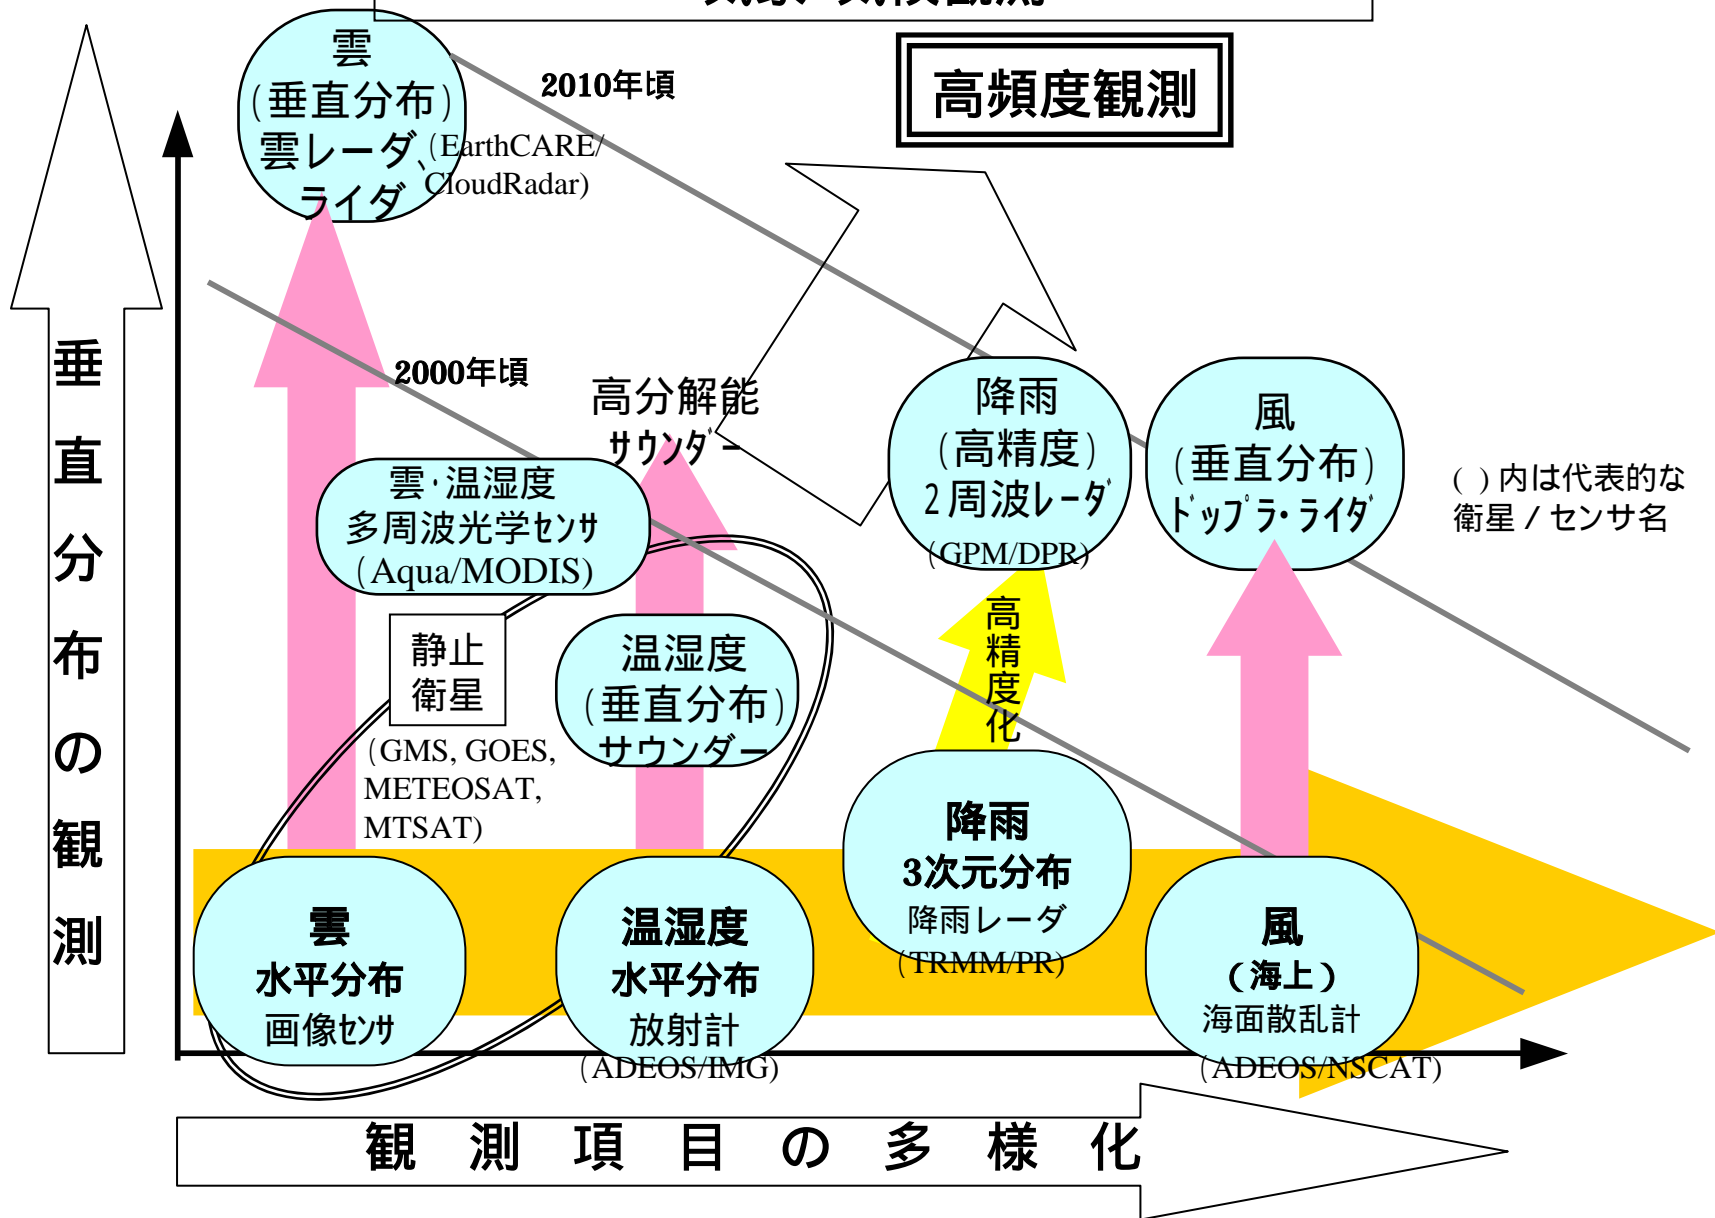 雲
(垂直分布)
雲レーダ、
ライダ
(EarthCARE/
CloudRadar)
2010年頃
高頻度観測
垂直分布の観測
2000年頃
高分解能
サウンダー
雲・温湿度
多周波光学センサ
(Aqua/MODIS)
降雨
(高精度)
2周波レーダ
(GPM/DPR)
風
(垂直分布)
ドップラ・ライダ
( ) 内は代表的な
衛星 / センサ名
静止
衛星
(GMS, GOES,
METEOSAT,
MTSAT)
温湿度
(垂直分布)
サウンダー
高精度化
雲
水平分布
画像センサ
温湿度
水平分布
放射計
(ADEOS/IMG)
降雨
3次元分布
降雨レーダ
(TRMM/PR)
風
(海上)
海面散乱計
(ADEOS/NSCAT)
観測項目の多様化